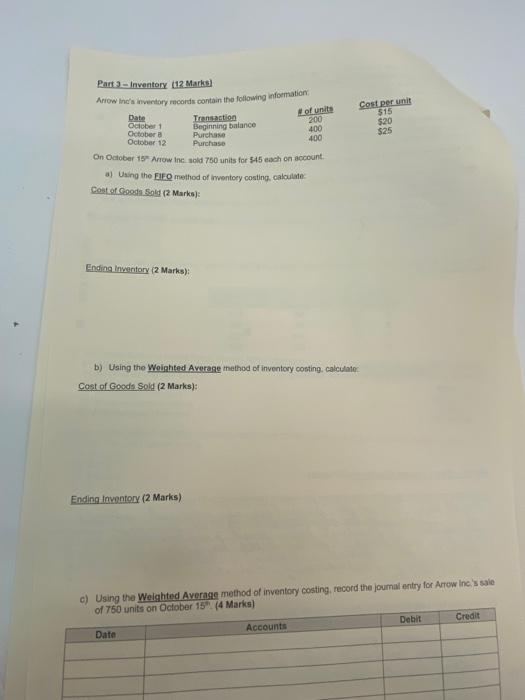 Part 3 – Inventory (12 Marks)
Arrow Inc's inventory records contain the following information:
Date Transaction # of units Cost per unit
October 1 Beginning balance 200 $15
October 8 Purchase 400 $20
October 12 Purchase 400 $25
On October 15th Arrow Inc. sold 750 units for $45 each on account.
a) Using the FIFO method of inventory costing, calculate:
Cost of Goods Sold (2 Marks):
Ending Inventory (2 Marks):
b) Using the Weighted Average method of inventory costing, calculate:
Cost of Goods Sold (2 Marks):
Ending Inventory (2 Marks)
c) Using the Weighted Average method of inventory costing, record the journal entry for Arrow Inc.'s sale
of 750 units on October 15th. (4 Marks)
Date Accounts Debit Credit